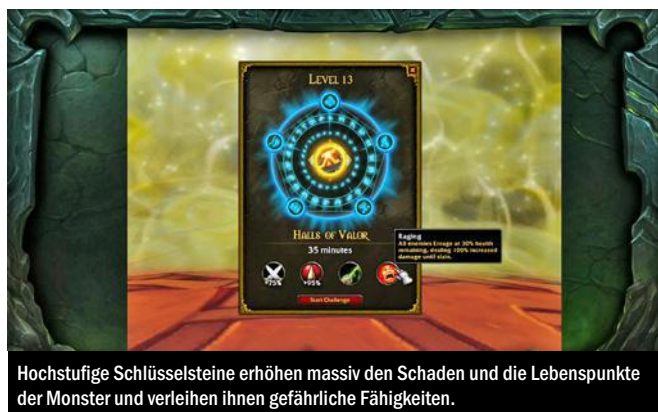 LEVEL 13
HALLS OF VALOR
35 minutes
Raging
All enemies Enrage at 30% health
remaining, dealing 100% increased
damage until slain.
+75%
+95%
Start Challenge
Hochstufige Schlüsselsteine erhöhen massiv den Schaden und die Lebenspunkte
der Monster und verleihen ihnen gefährliche Fähigkeiten.